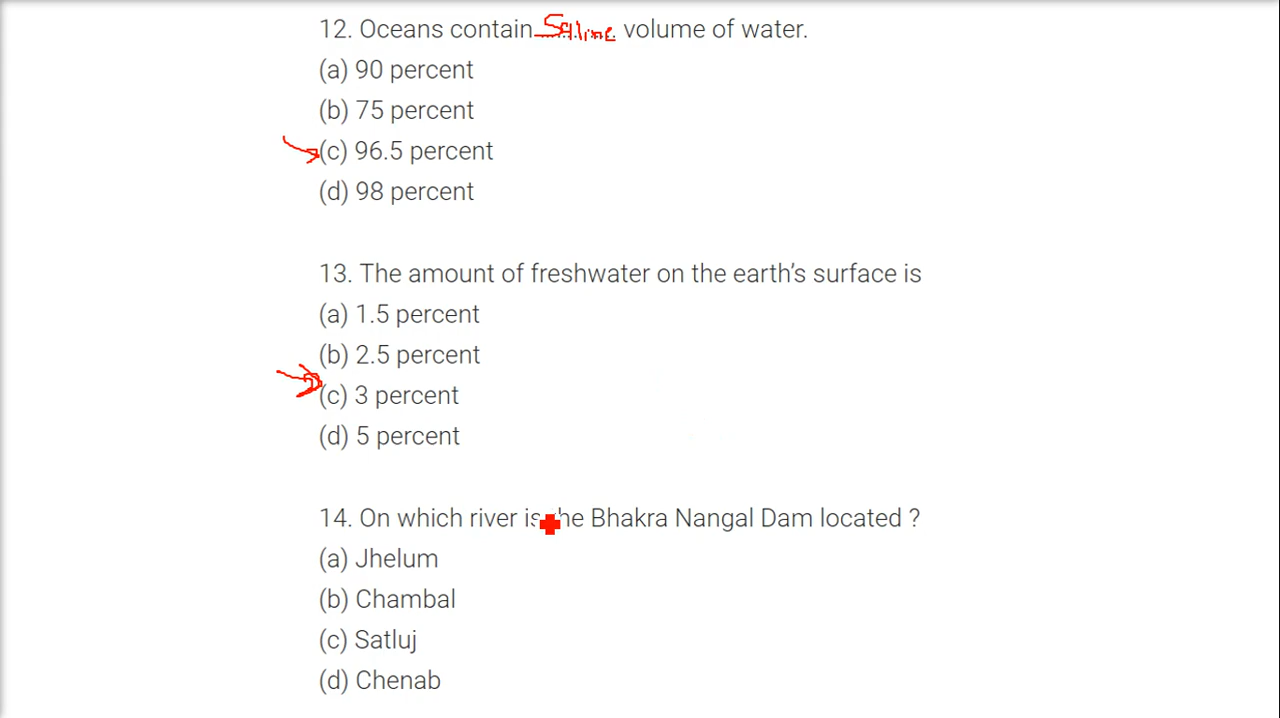 12. Oceans contain Saline volume of water.
(a) 90 percent
(b) 75 percent
(c) 96.5 percent
(d) 98 percent
13. The amount of freshwater on the earth's surface is
(a) 1.5 percent
(b) 2.5 percent
(c) 3 percent
(d) 5 percent
14. On which river is the Bhakra Nangal Dam located ?
(a) Jhelum
(b) Chambal
(c) Satluj
(d) Chenab